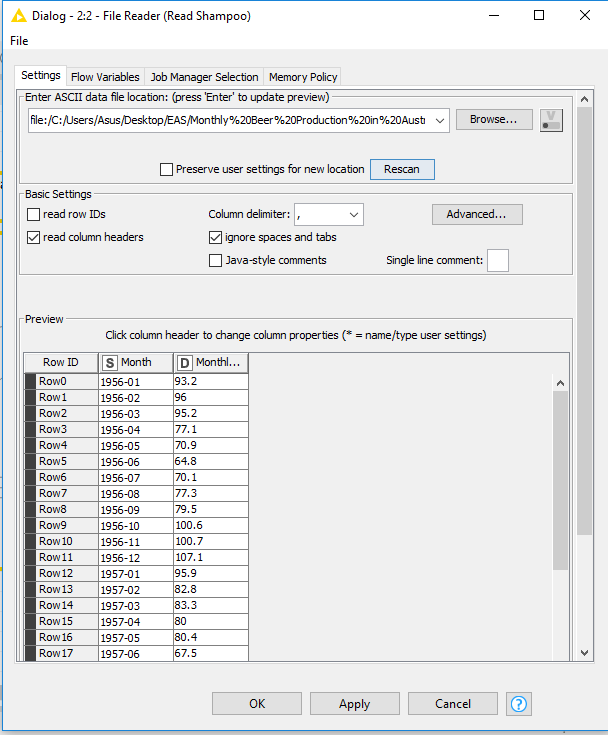 Dialog - 2:2 - File Reader (Read Shampoo)
File
Settings Flow Variables Job Manager Selection Memory Policy
Enter ASCII data file location: (press 'Enter' to update preview)
file:/C:/Users/Asus/Desktop/EAS/Monthly%20Beer%20Production%20in%20Austr Browse... V
Preserve user settings for new location Rescan
Basic Settings
read row IDs Column delimiter: , Advanced...
read column headers ignore spaces and tabs
Java-style comments Single line comment:
Preview
Click column header to change column properties (* = name/type user settings)
Row ID S Month D Monthl...
Row0 1956-01 93.2
Row1 1956-02 96
Row2 1956-03 95.2
Row3 1956-04 77.1
Row4 1956-05 70.9
Row5 1956-06 64.8
Row6 1956-07 70.1
Row7 1956-08 77.3
Row8 1956-09 79.5
Row9 1956-10 100.6
Row10 1956-11 100.7
Row11 1956-12 107.1
Row12 1957-01 95.9
Row13 1957-02 82.8
Row14 1957-03 83.3
Row15 1957-04 80
Row16 1957-05 80.4
Row17 1957-06 67.5
OK Apply Cancel ?